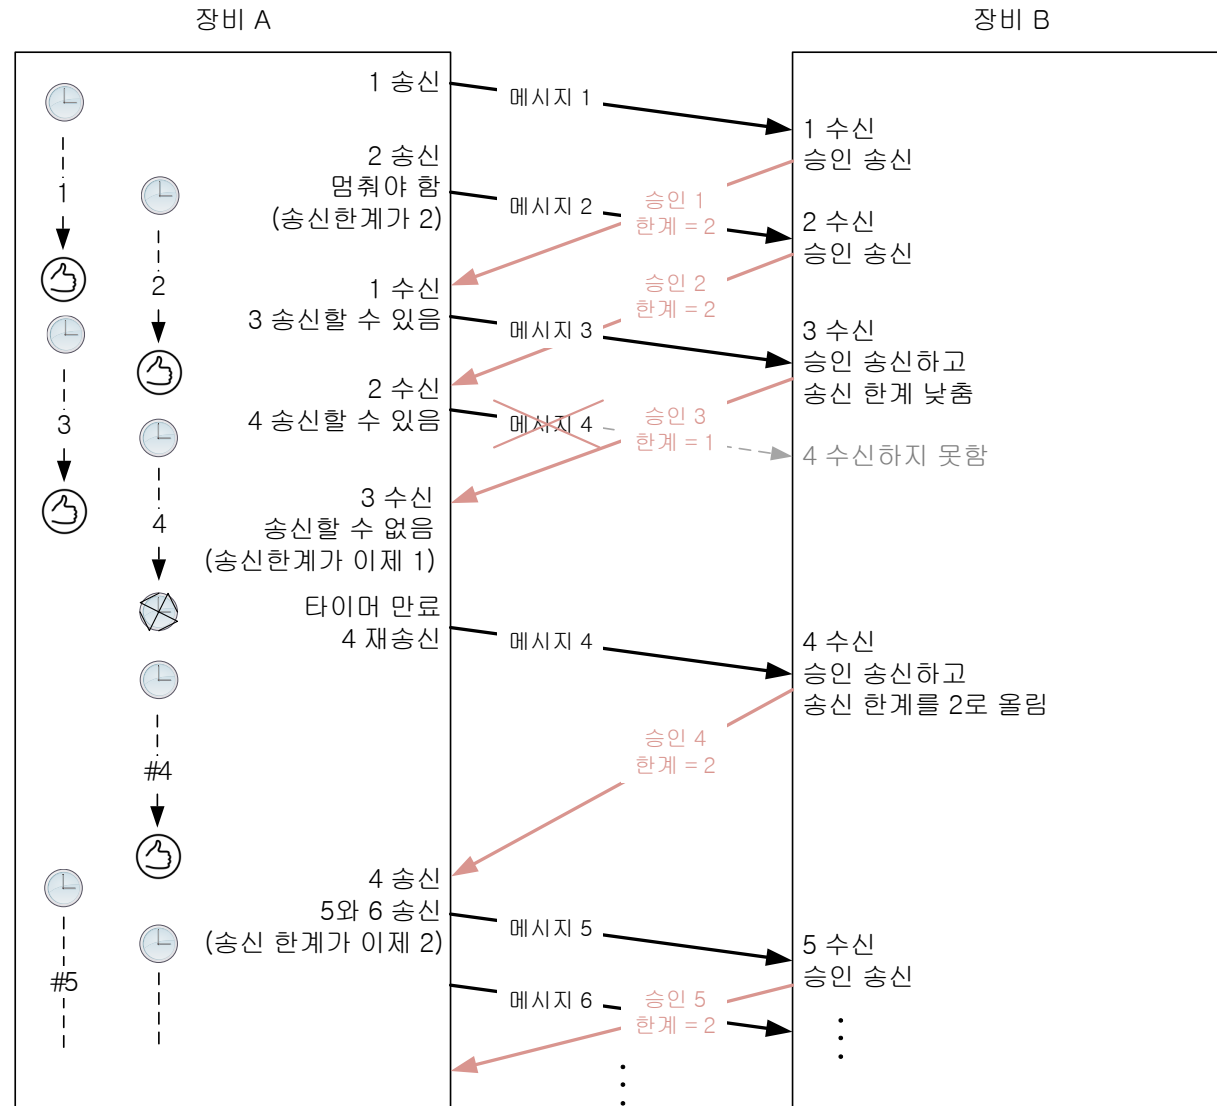 장비 A
장비 B
1 송신
메시지 1
1 수신
승인 송신
1
2 송신
멈춰야 함
(송신한계가 2)
메시지 2
승인 1
한계 = 2
2 수신
승인 송신
2
1 수신
3 송신할 수 있음
메시지 3
승인 2
한계 = 2
3 수신
승인 송신하고
송신 한계 낮춤
3
2 수신
4 송신할 수 있음
메시지 4
승인 3
한계 = 1
4 수신하지 못함
4
3 수신
송신할 수 없음
(송신한계가 이제 1)
타이머 만료
4 재송신
메시지 4
4 수신
승인 송신하고
송신 한계를 2로 올림
#4
승인 4
한계 = 2
4 송신
5와 6 송신
(송신 한계가 이제 2)
메시지 5
5 수신
승인 송신
#5
메시지 6
승인 5
한계 = 2